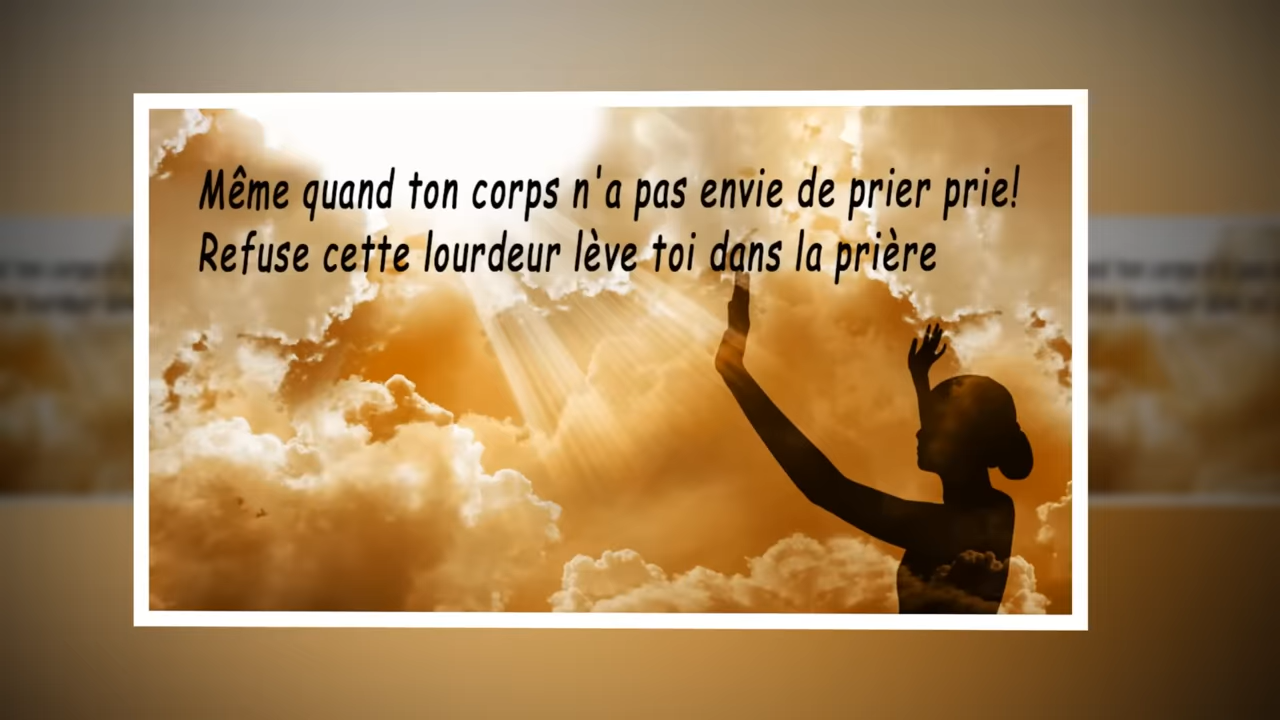 Même quand ton corps n'a pas envie de prier prie!
Refuse cette lourdeur lève toi dans la prière